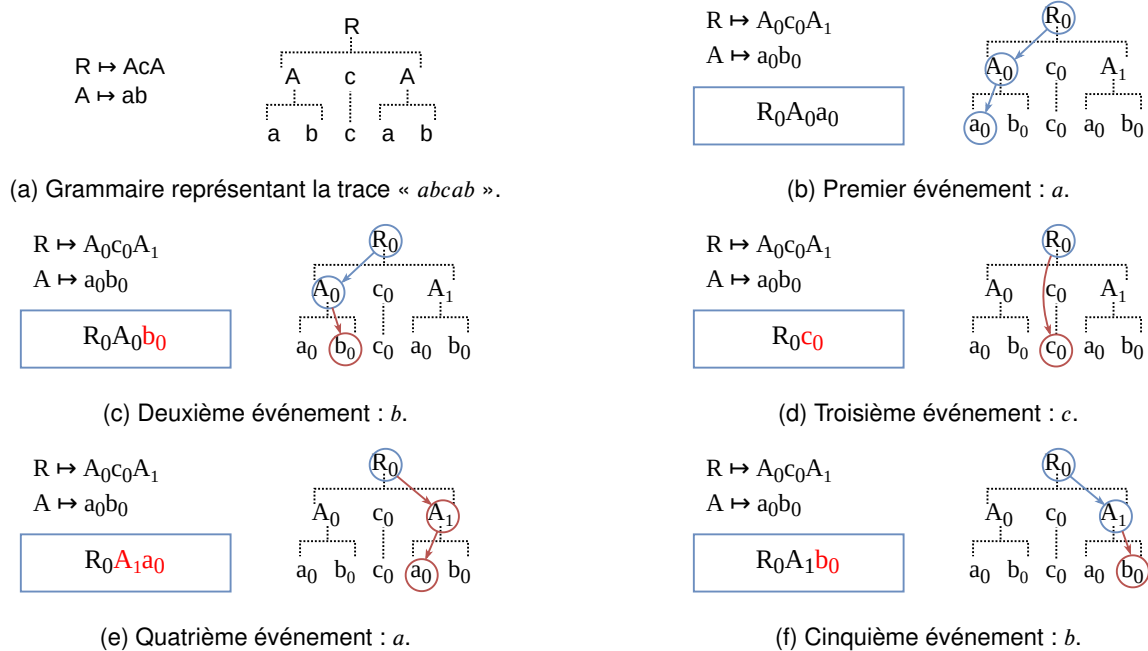 R ↦ AcA
A ↦ ab
R
A c A
a b c a b
(a) Grammaire représentant la trace « abcab ».
R ↦ A₀c₀A₁
A ↦ a₀b₀
R₀A₀a₀
R₀
A₀ c₀ A₁
a₀ b₀ c₀ a₀ b₀
(b) Premier événement : a.
R ↦ A₀c₀A₁
A ↦ a₀b₀
R₀A₀b₀
R₀
A₀ c₀ A₁
a₀ b₀ c₀ a₀ b₀
(c) Deuxième événement : b.
R ↦ A₀c₀A₁
A ↦ a₀b₀
R₀c₀
R₀
A₀ c₀ A₁
a₀ b₀ c₀ a₀ b₀
(d) Troisième événement : c.
R ↦ A₀c₀A₁
A ↦ a₀b₀
R₀A₁a₀
R₀
A₀ c₀ A₁
a₀ b₀ c₀ a₀ b₀
(e) Quatrième événement : a.
R ↦ A₀c₀A₁
A ↦ a₀b₀
R₀A₁b₀
R₀
A₀ c₀ A₁
a₀ b₀ c₀ a₀ b₀
(f) Cinquième événement : b.